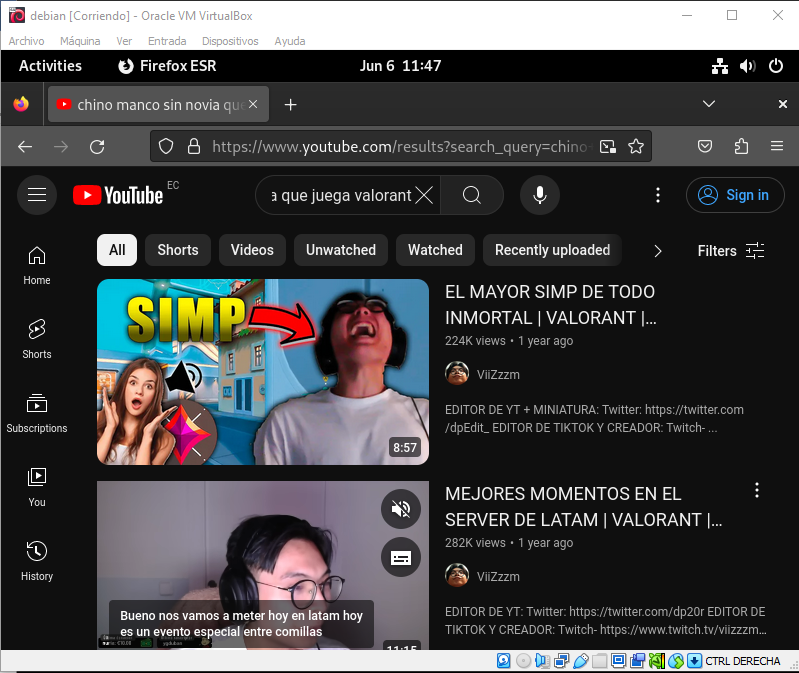 debian [Corriendo] - Oracle VM VirtualBox
Archivo Máquina Ver Entrada Dispositivos Ayuda
Activities Firefox ESR Jun 6 11:47
chino manco sin novia que
https://www.youtube.com/results?search_query=chino
YouTube EC
a que juega valorant
Sign in
All Shorts Videos Unwatched Watched Recently uploaded Filters
Home
Shorts
Subscriptions
You
History
SIMP
8:57
EL MAYOR SIMP DE TODO
INMORTAL | VALORANT |...
224K views • 1 year ago
ViiZzzm
EDITOR DE YT + MINIATURA: Twitter: https://twitter.com
/dpEdit_ EDITOR DE TIKTOK Y CREADOR: Twitch- ...
Bueno nos vamos a meter hoy en latam hoy
es un evento especial entre comillas
11:15
MEJORES MOMENTOS EN EL
SERVER DE LATAM | VALORANT |...
282K views • 1 year ago
ViiZzzm
EDITOR DE YT: Twitter: https://twitter.com/dp20r EDITOR DE
TIKTOK Y CREADOR: Twitch- https://www.twitch.tv/viizzzm...
CTRL DERECHA